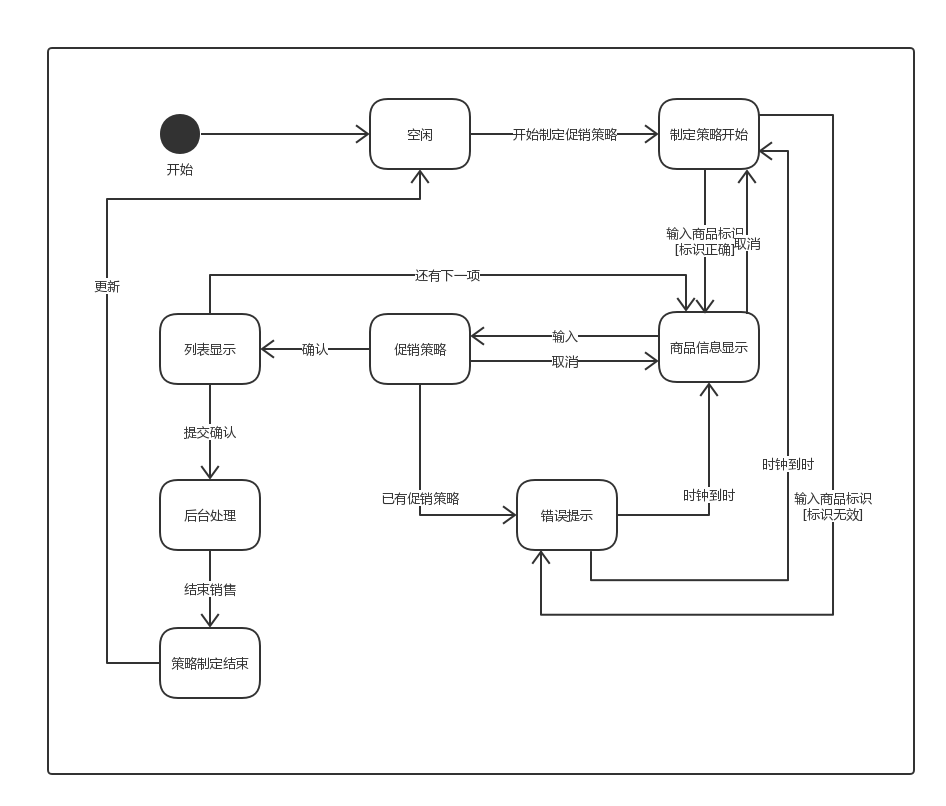 空闲
开始制定促销策略
制定策略开始
开始
输入商品标识
[标识正确]
取消
还有下一项
更新
列表显示
确认
促销策略
输入
取消
商品信息显示
提交确认
时钟到时
已有促销策略
时钟到时
输入商品标识
[标识无效]
后台处理
错误提示
结束销售
策略制定结束